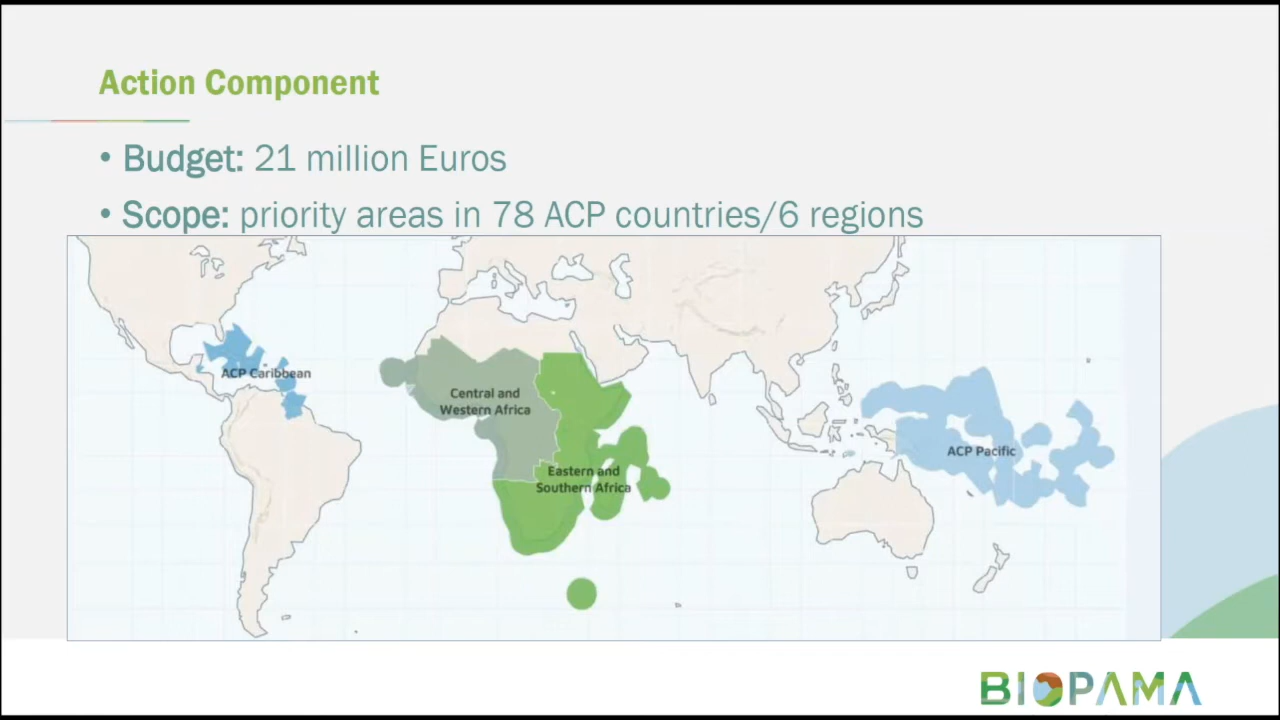 Action Component
• Budget: 21 million Euros
• Scope: priority areas in 78 ACP countries/6 regions
ACP Caribbean
Central and
Western Africa
Eastern and
Southern Africa
ACP Pacific
BIOPAMA